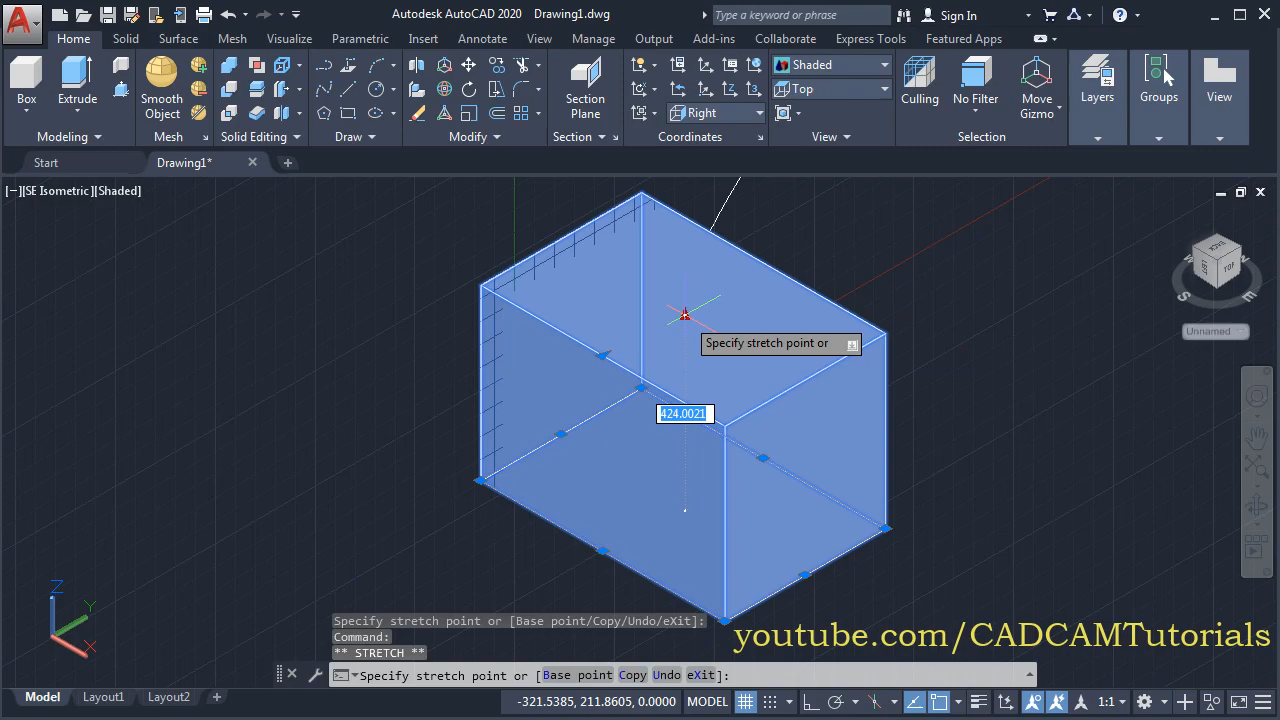 Autodesk AutoCAD 2020 Drawing1.dwg
Type a keyword or phrase
Sign In
Home Solid Surface Mesh Visualize Parametric Insert Annotate View Manage Output Add-ins Collaborate Express Tools Featured Apps
Box
Extrude
Smooth
Object
Section
Plane
Right
Shaded
Top
Culling
No Filter
Move
Gizmo
Layers
Groups
View
Modeling
Mesh
Solid Editing
Draw
Modify
Section
Coordinates
View
Selection
Start
Drawing1*
[−][SE Isometric][Shaded]
BACK
LEFT
TOP
N
W
S
E
Unnamed
Specify stretch point or
424.0021
Z
Y
X
Specify stretch point or [Base point/Copy/Undo/eXit]:
Command:
** STRETCH **
youtube.com/CADCAMTutorials
Specify stretch point or [Base point Copy Undo eXit]:
Model Layout1 Layout2
-321.5385, 211.8605, 0.0000 MODEL
1:1